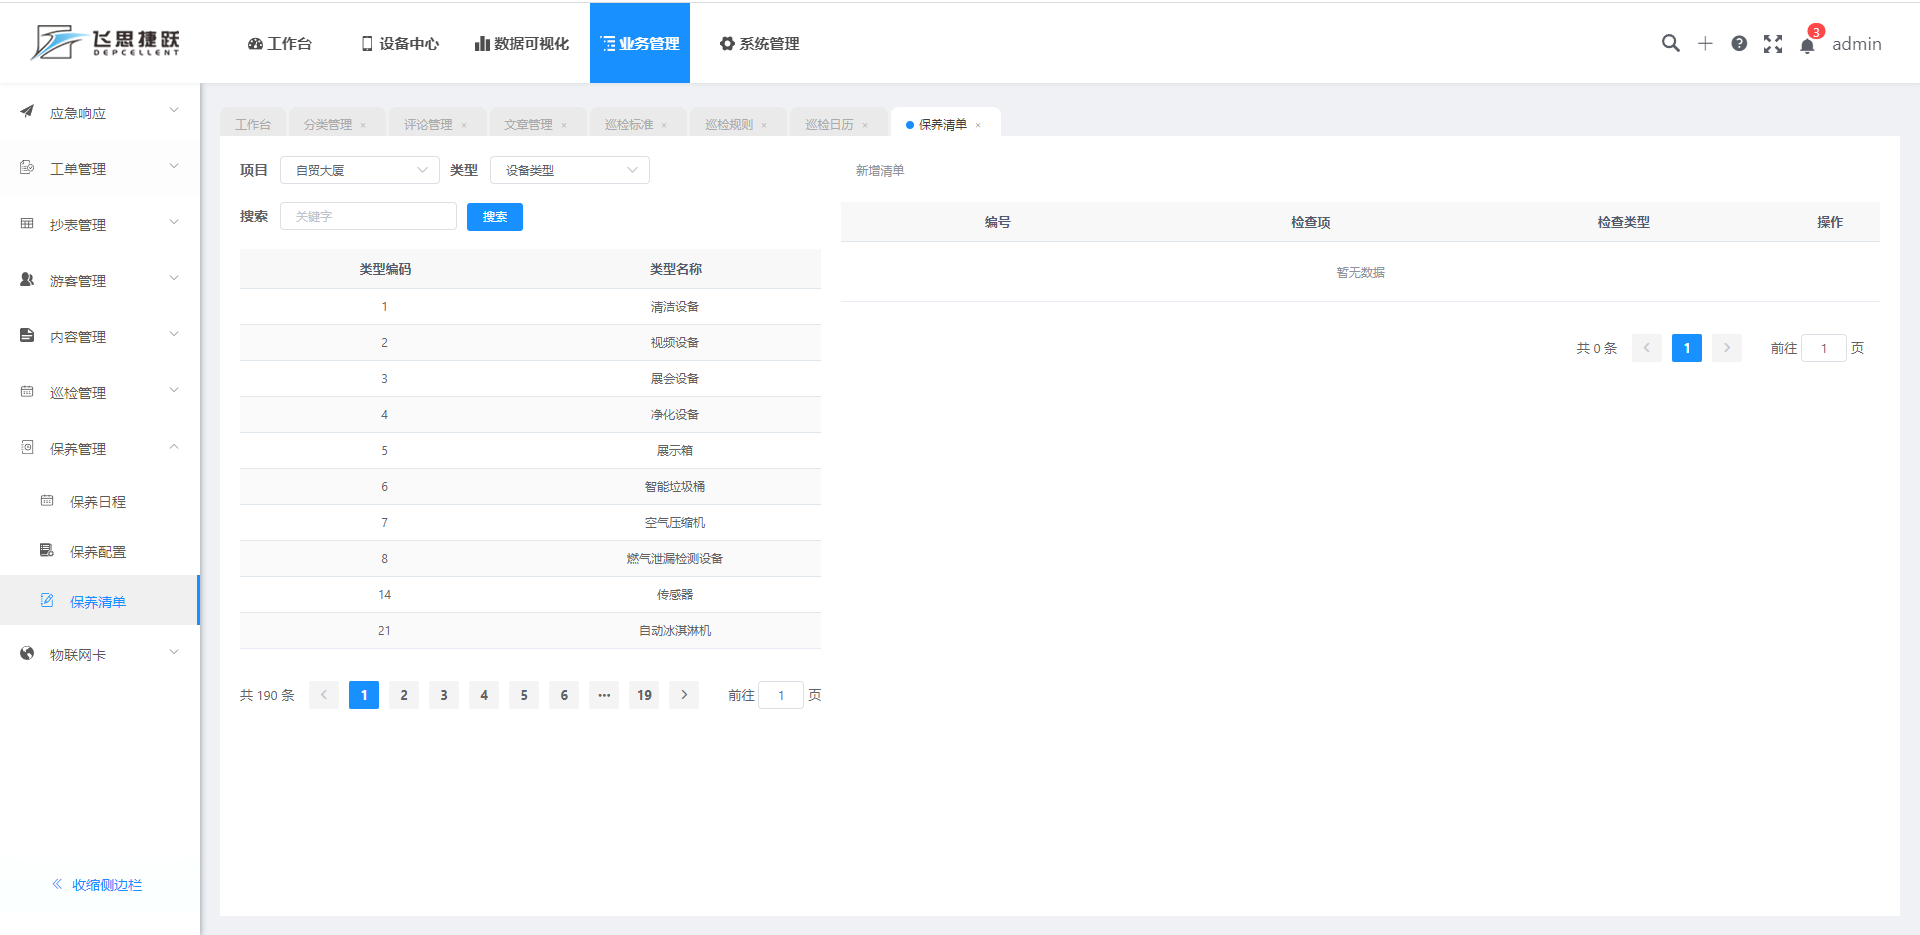 飞思捷跃
DEPCELLENT
工作台
设备中心
数据可视化
业务管理
系统管理
3
admin
应急响应
工单管理
抄表管理
游客管理
内容管理
巡检管理
保养管理
保养日程
保养配置
保养清单
物联网卡
收缩侧边栏
工作台
分类管理 ×
评论管理 ×
文章管理 ×
巡检标准 ×
巡检规则 ×
巡检日历 ×
保养清单 ×
项目 自贸大厦 类型 设备类型
搜索 关键字 搜索
类型编码 类型名称
1 清洁设备
2 视频设备
3 展会设备
4 净化设备
5 展示箱
6 智能垃圾桶
7 空气压缩机
8 燃气泄漏检测设备
14 传感器
21 自动冰淇淋机
共 190 条 1 2 3 4 5 6 ••• 19 前往 1 页
新增清单
编号 检查项 检查类型 操作
暂无数据
共 0 条 1 前往 1 页